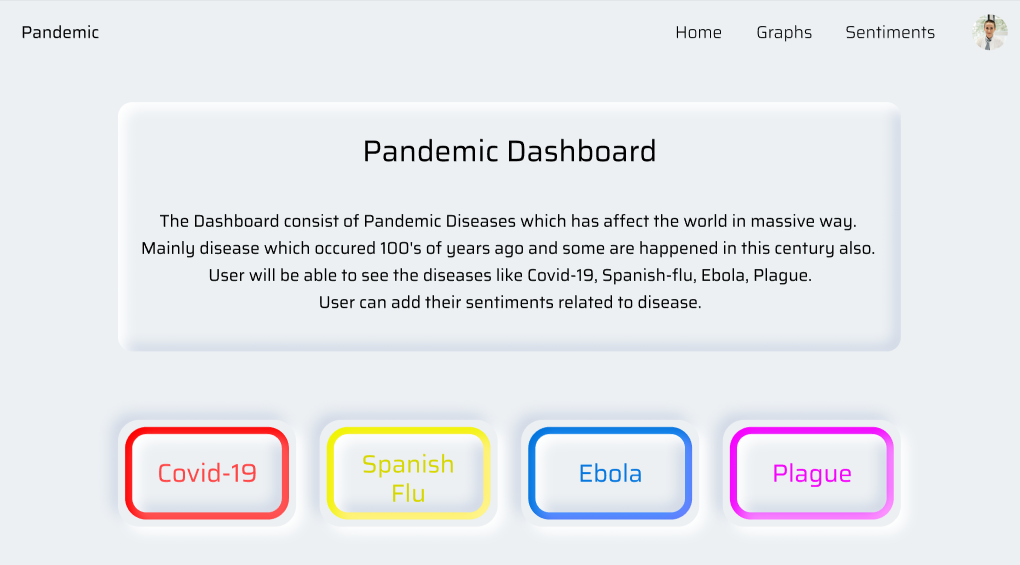 Pandemic
Home Graphs Sentiments
Pandemic Dashboard
The Dashboard consist of Pandemic Diseases which has affect the world in massive way.
Mainly disease which occured 100's of years ago and some are happened in this century also.
User will be able to see the diseases like Covid-19, Spanish-flu, Ebola, Plague.
User can add their sentiments related to disease.
Covid-19
Spanish
Flu
Ebola
Plague